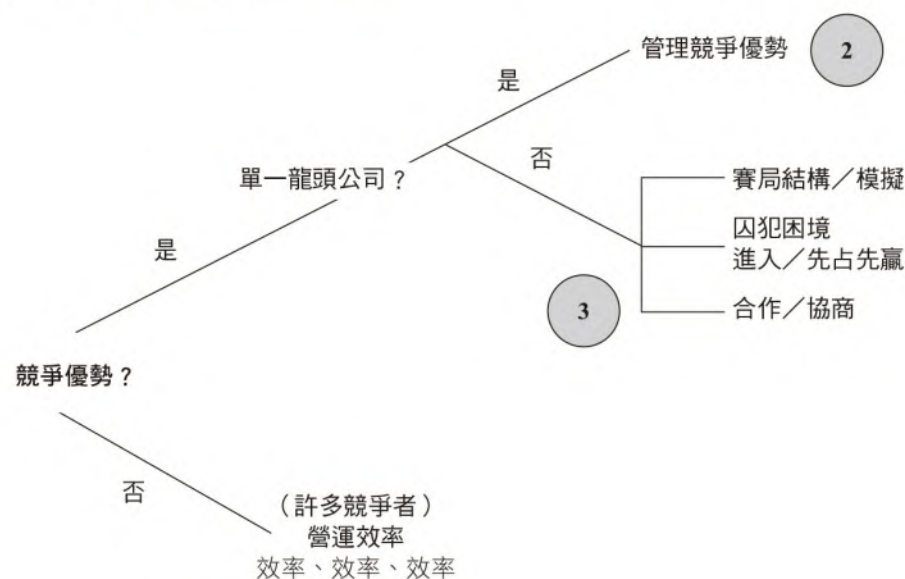 管理競爭優勢
2
是
單一龍頭公司？
否
賽局結構／模擬
囚犯困境
進入／先占先贏
合作／協商
3
是
競爭優勢？
否
（許多競爭者）
營運效率
效率、效率、效率